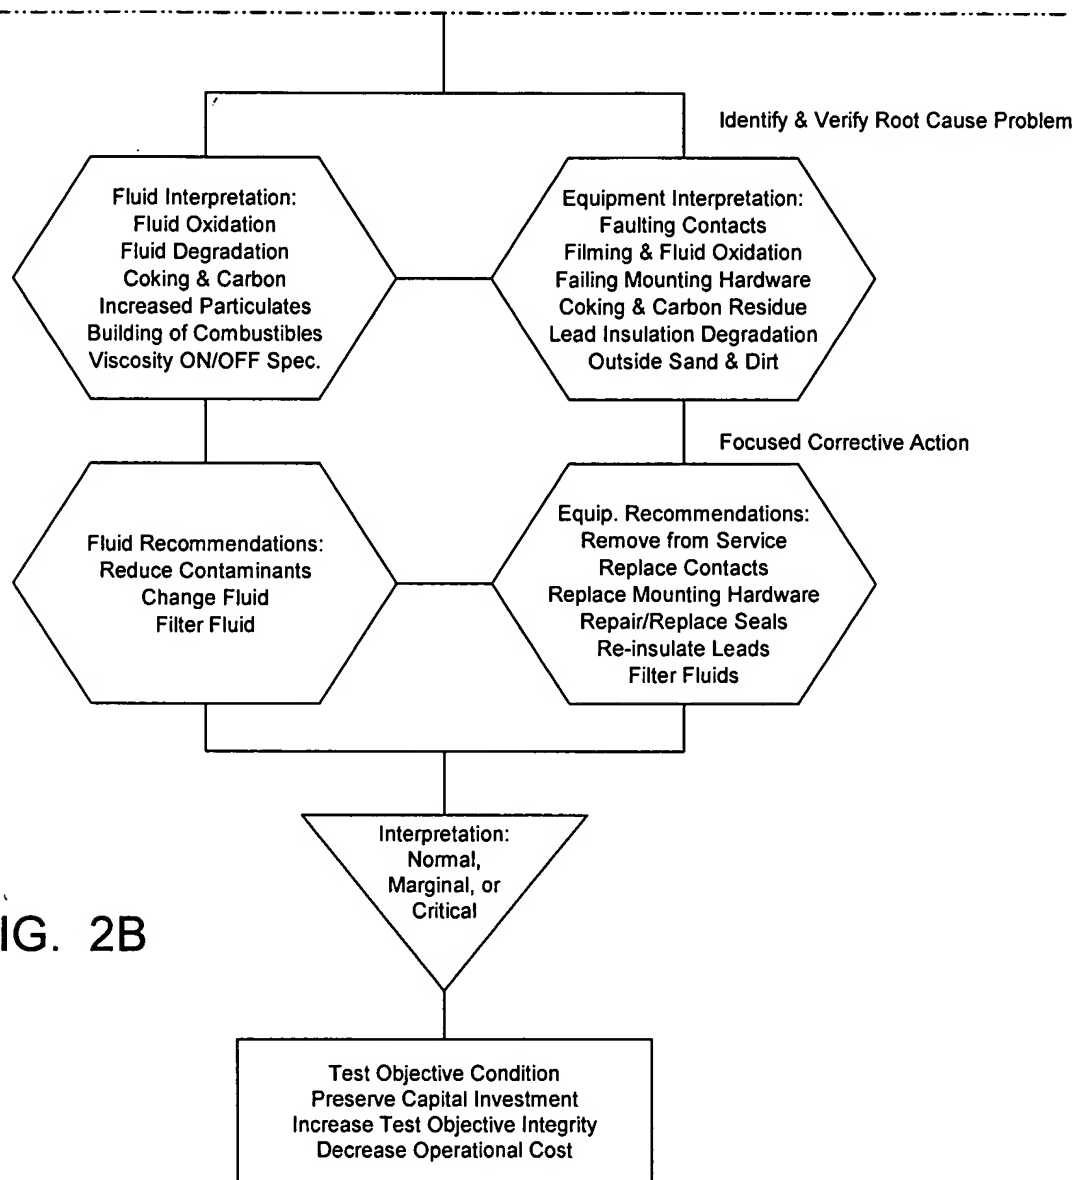 Identify & Verify Root Cause Problem
Fluid Interpretation:
Fluid Oxidation
Fluid Degradation
Coking & Carbon
Increased Particulates
Building of Combustibles
Viscosity ON/OFF Spec.
Equipment Interpretation:
Faulting Contacts
Filming & Fluid Oxidation
Failing Mounting Hardware
Coking & Carbon Residue
Lead Insulation Degradation
Outside Sand & Dirt
Focused Corrective Action
Fluid Recommendations:
Reduce Contaminants
Change Fluid
Filter Fluid
Equip. Recommendations:
Remove from Service
Replace Contacts
Replace Mounting Hardware
Repair/Replace Seals
Re-insulate Leads
Filter Fluids
Interpretation:
Normal,
Marginal, or
Critical
IG. 2B
Test Objective Condition
Preserve Capital Investment
Increase Test Objective Integrity
Decrease Operational Cost